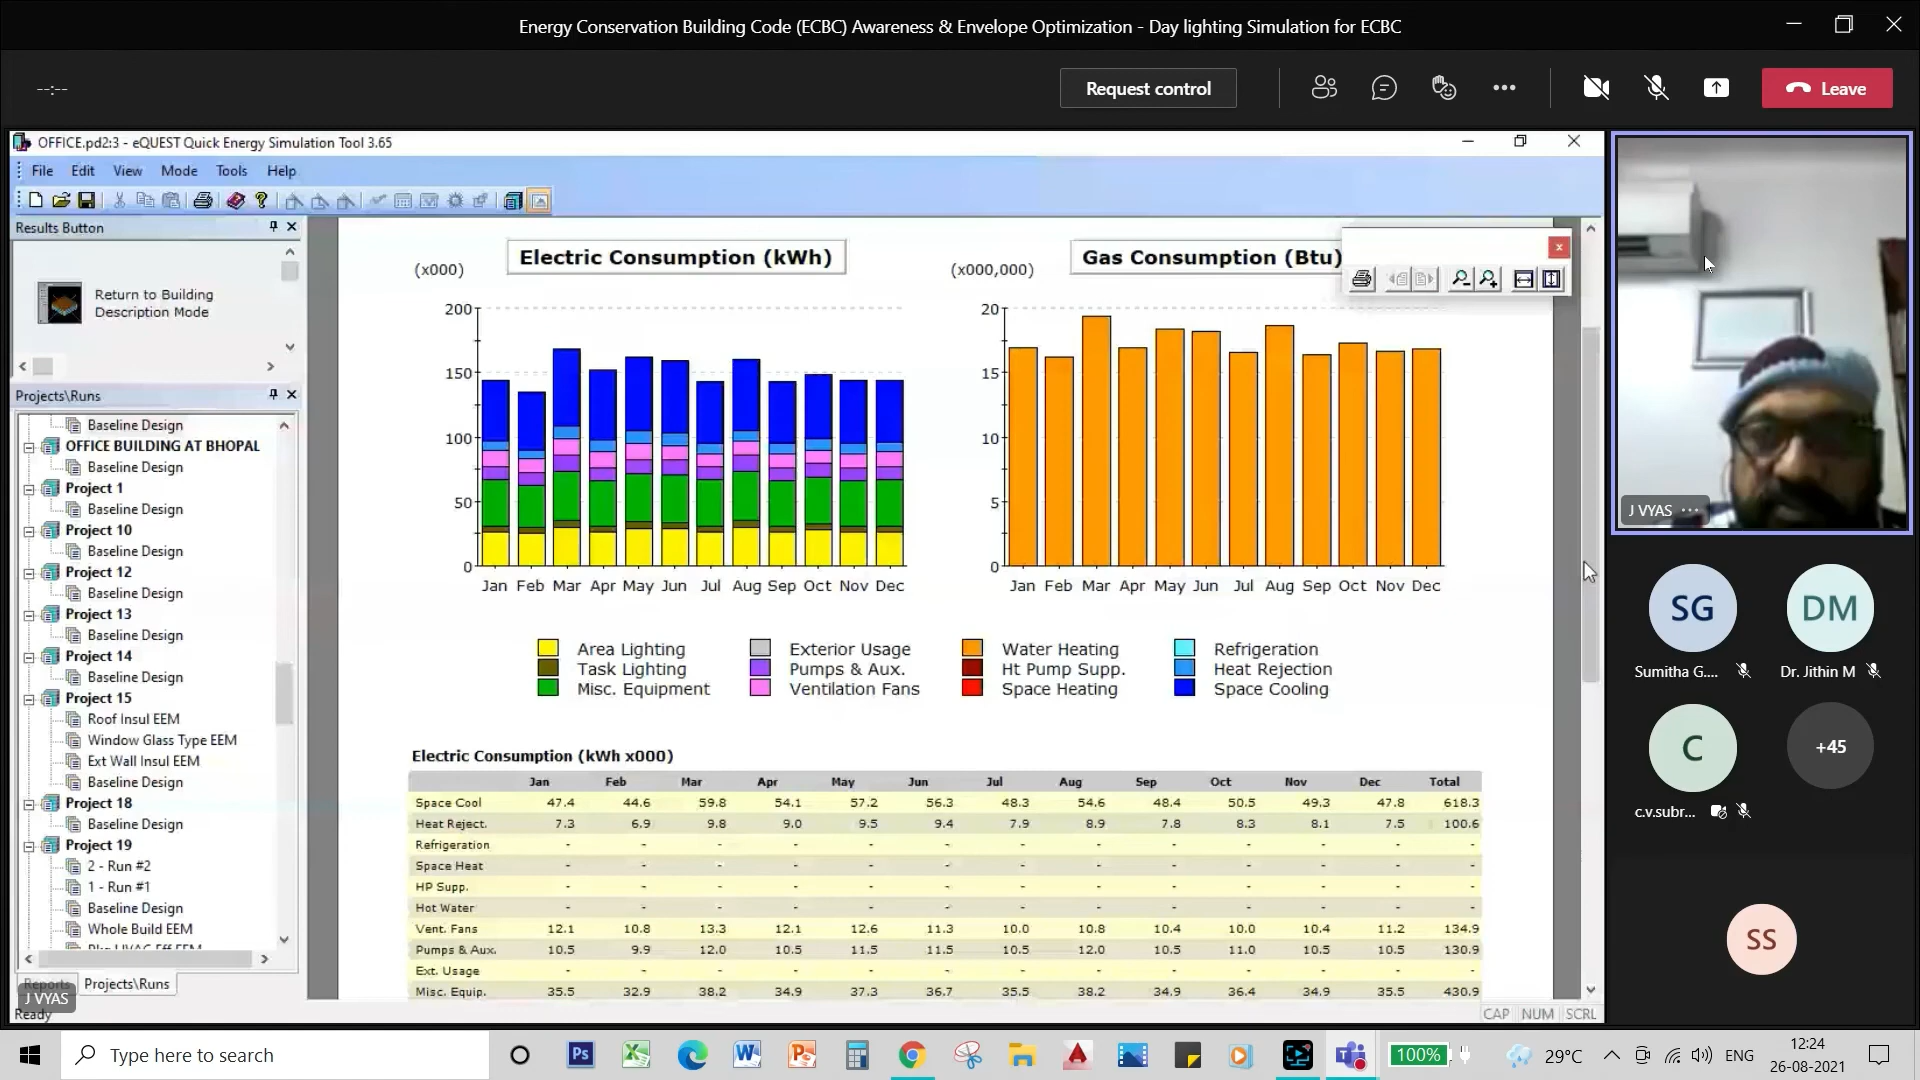 Energy Conservation Building Code (ECBC) Awareness & Envelope Optimization - Day lighting Simulation for ECBC
--:--
Request control
Leave
OFFICE.pd2:3 - eQUEST Quick Energy Simulation Tool 3.65
File Edit View Mode Tools Help
Results Button
Return to Building
Description Mode
Projects\Runs
Baseline Design
OFFICE BUILDING AT BHOPAL
Baseline Design
Project 1
Baseline Design
Project 10
Baseline Design
Project 12
Baseline Design
Project 13
Baseline Design
Project 14
Baseline Design
Project 15
Roof Insul EEM
Window Glass Type EEM
Ext Wall Insul EEM
Baseline Design
Project 18
Baseline Design
Project 19
2 - Run #2
1 - Run #1
Baseline Design
Whole Build EEM
Pkg HVAC Eff EEM
Reports Projects\Runs
J VYAS
Ready
(x000)
Electric Consumption (kWh)
200
150
100
50
0
Jan Feb Mar Apr May Jun Jul Aug Sep Oct Nov Dec
(x000,000)
Gas Consumption (Btu)
20
15
10
5
0
Jan Feb Mar Apr May Jun Jul Aug Sep Oct Nov Dec
Area Lighting Exterior Usage Water Heating Refrigeration
Task Lighting Pumps & Aux. Ht Pump Supp. Heat Rejection
Misc. Equipment Ventilation Fans Space Heating Space Cooling
Electric Consumption (kWh x000)
Jan Feb Mar Apr May Jun Jul Aug Sep Oct Nov Dec Total
Space Cool 47.4 44.6 59.8 54.1 57.2 56.3 48.3 54.6 48.4 50.5 49.3 47.8 618.3
Heat Reject. 7.3 6.9 9.8 9.0 9.5 9.4 7.9 8.9 7.8 8.3 8.1 7.5 100.6
Refrigeration - - - - - - - - - - - - -
Space Heat - - - - - - - - - - - - -
HP Supp. - - - - - - - - - - - - -
Hot Water - - - - - - - - - - - - -
Vent. Fans 12.1 10.8 13.3 12.1 12.6 11.3 10.0 10.8 10.4 10.0 10.4 11.2 134.9
Pumps & Aux. 10.5 9.9 12.0 10.5 11.5 11.5 10.5 12.0 10.5 11.0 10.5 10.5 130.9
Ext. Usage - - - - - - - - - - - - -
Misc. Equip. 35.5 32.9 38.2 34.9 37.3 36.7 35.5 38.2 34.9 36.4 34.9 35.5 430.9
CAP NUM SCRL
J VYAS ...
SG
Sumitha G....
DM
Dr. Jithin M
C
c.v.subr...
+45
SS
Type here to search
Ps
100%
29°C
ENG
12:24
26-08-2021